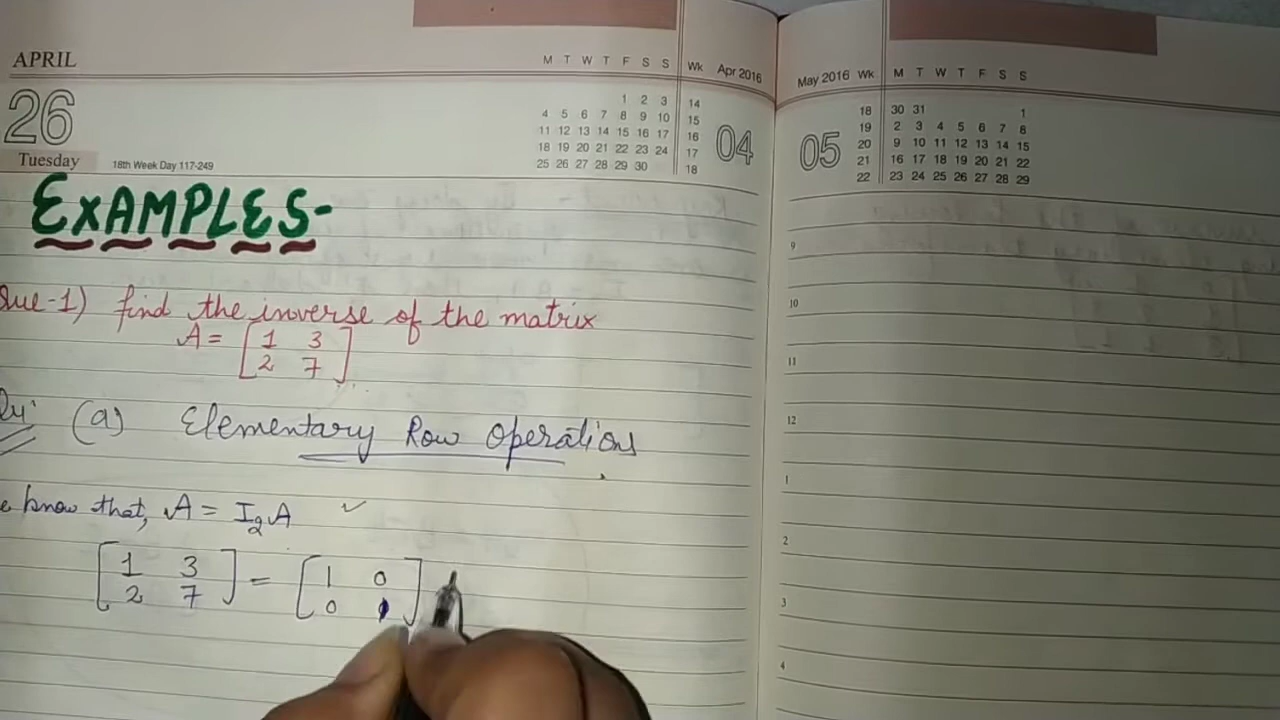 APRIL
26
Tuesday
18th Week Day 117-249
M T W T F S S Wk Apr 2016
1 2 3 14
4 5 6 7 8 9 10 15
11 12 13 14 15 16 17 16
18 19 20 21 22 23 24 17
25 26 27 28 29 30 18
04
EXAMPLES-
Que-1) find the inverse of the matrix
A = [1 3
2 7]
(a) Elementary Row Operations
know that, A = I₂A ✓
[1 3
2 7] = [1 0
0 1]
May 2016 Wk M T W T F S S
18 30 31 1
19 2 3 4 5 6 7 8
20 9 10 11 12 13 14 15
21 16 17 18 19 20 21 22
22 23 24 25 26 27 28 29
05
9
10
11
12
1
2
3
4